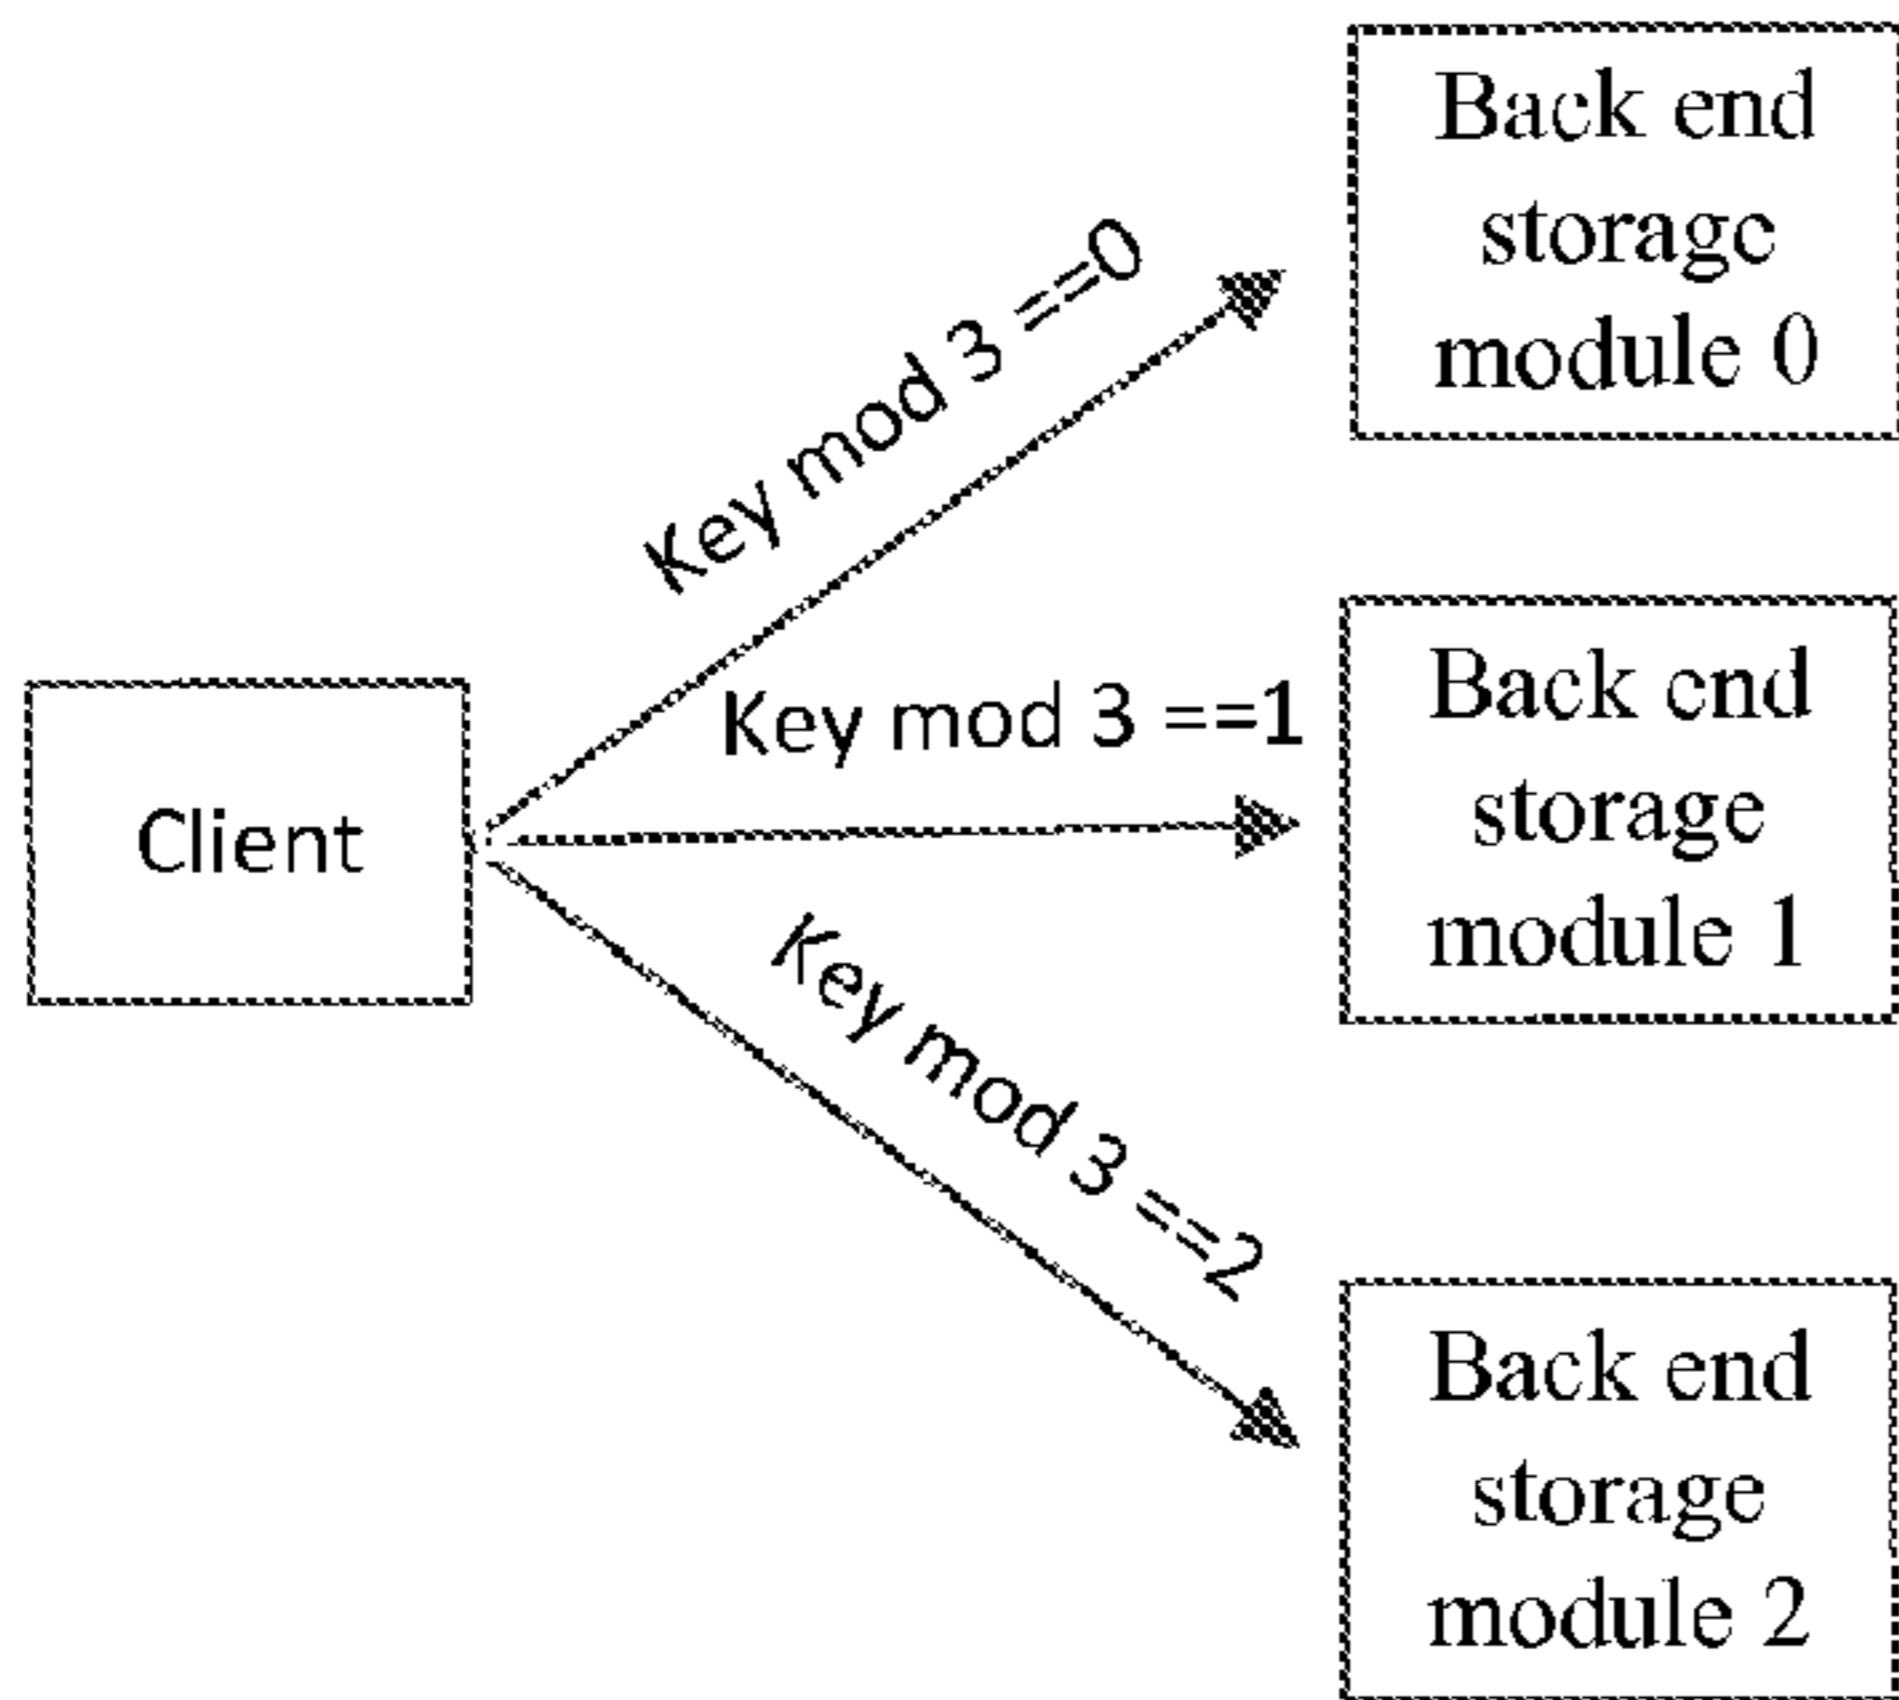 Back end
storage
module 0
Key mod 3 ==0
Key mod 3 ==1
Back end
storage
module 1
Client
Key mod 3 ==2
Back end
storage
module 2